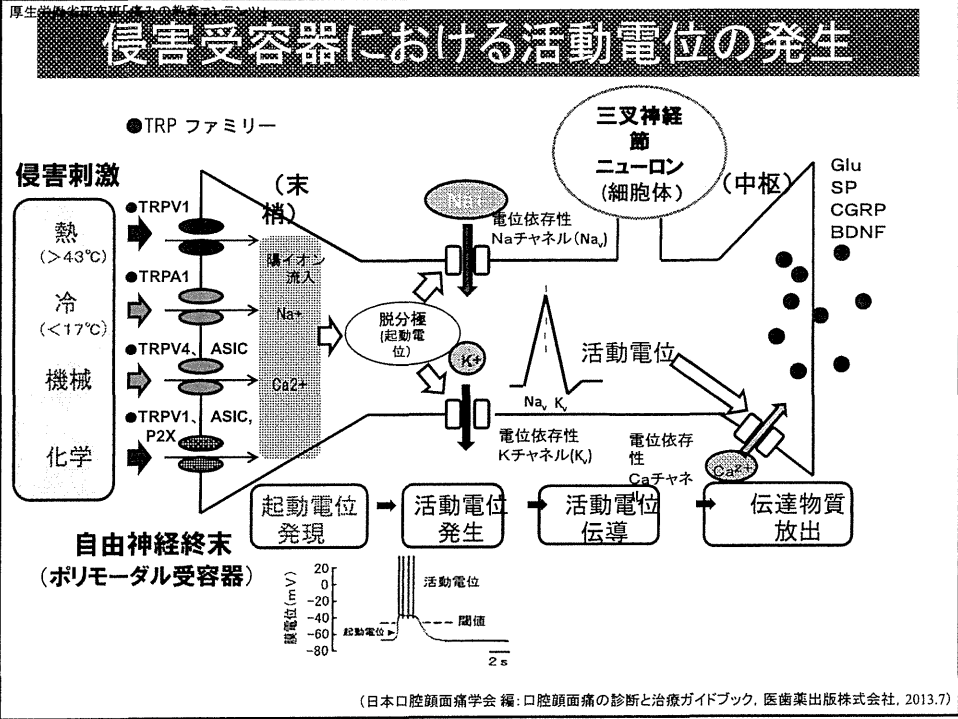 厚生労働省研究班「痛みの教育コンテンツ」
侵害受容器における活動電位の発生
●TRP ファミリー
侵害刺激
熱
(>43℃)
冷
(<17℃)
機械
化学
●TRPV1
●TRPA1
●TRPV4、 ASIC
●TRPV1、 ASIC,
P2X
(末
梢)
陽イオン
流入
Na+
Ca2+
脱分極
(起動電
位)
Na+
電位依存性
Naチャネル(Nav)
K+
電位依存性
Kチャネル(Kv)
三叉神経
節
ニューロン
(細胞体)
(中枢)
Glu
SP
CGRP
BDNF
活動電位
Nav Kv
電位依存
性
Caチャネ
ル
Ca2+
起動電位
発現
活動電位
発生
活動電位
伝導
伝達物質
放出
自由神経終末
(ポリモーダル受容器)
膜電位(mV)
20
0
-20
-40
-60
-80
活動電位
閾値
起動電位
2s
(日本口腔顔面痛学会 編:口腔顔面痛の診断と治療ガイドブック, 医歯薬出版株式会社, 2013.7)